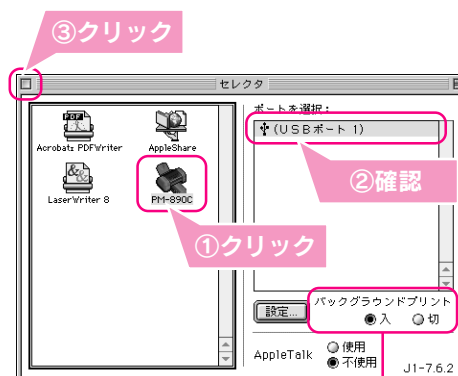 ③クリック
セレクタ
ポートを選択：
Acrobat™ PDFWriter
AppleShare
(USBポート 1)
LaserWriter 8
PM-890C
②確認
①クリック
設定...
バックグラウンドプリント
入 切
AppleTalk
使用
不使用
J1-7.6.2